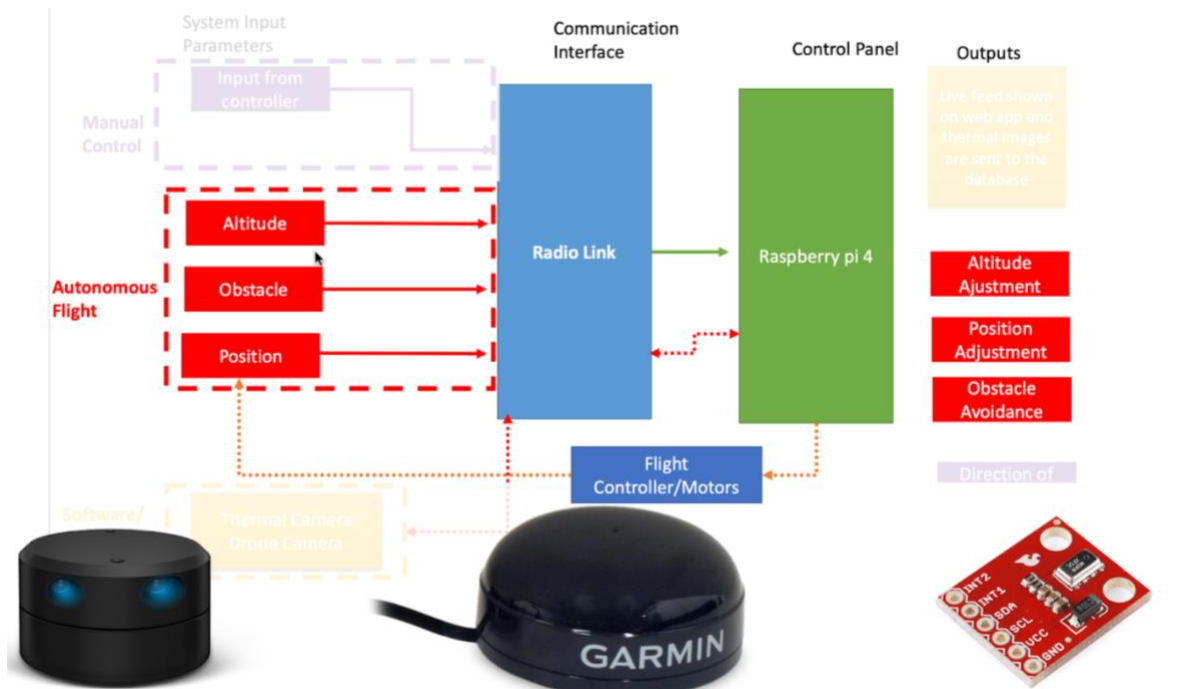 System Input
Parameters
Communication
Interface
Control Panel
Outputs
Manual
Control
Input from
controller
Autonomous
Flight
Altitude
Obstacle
Position
Radio Link
Raspberry pi 4
Live feed shown
on web app and
thermal images
are sent to the
database
Altitude
Ajustment
Position
Adjustment
Obstacle
Avoidance
Direction of
Flight
Controller/Motors
Software/
Thermal Camera
Drone Camera
GARMIN
INT2
INT1
SDA
SCL
VCC
GND